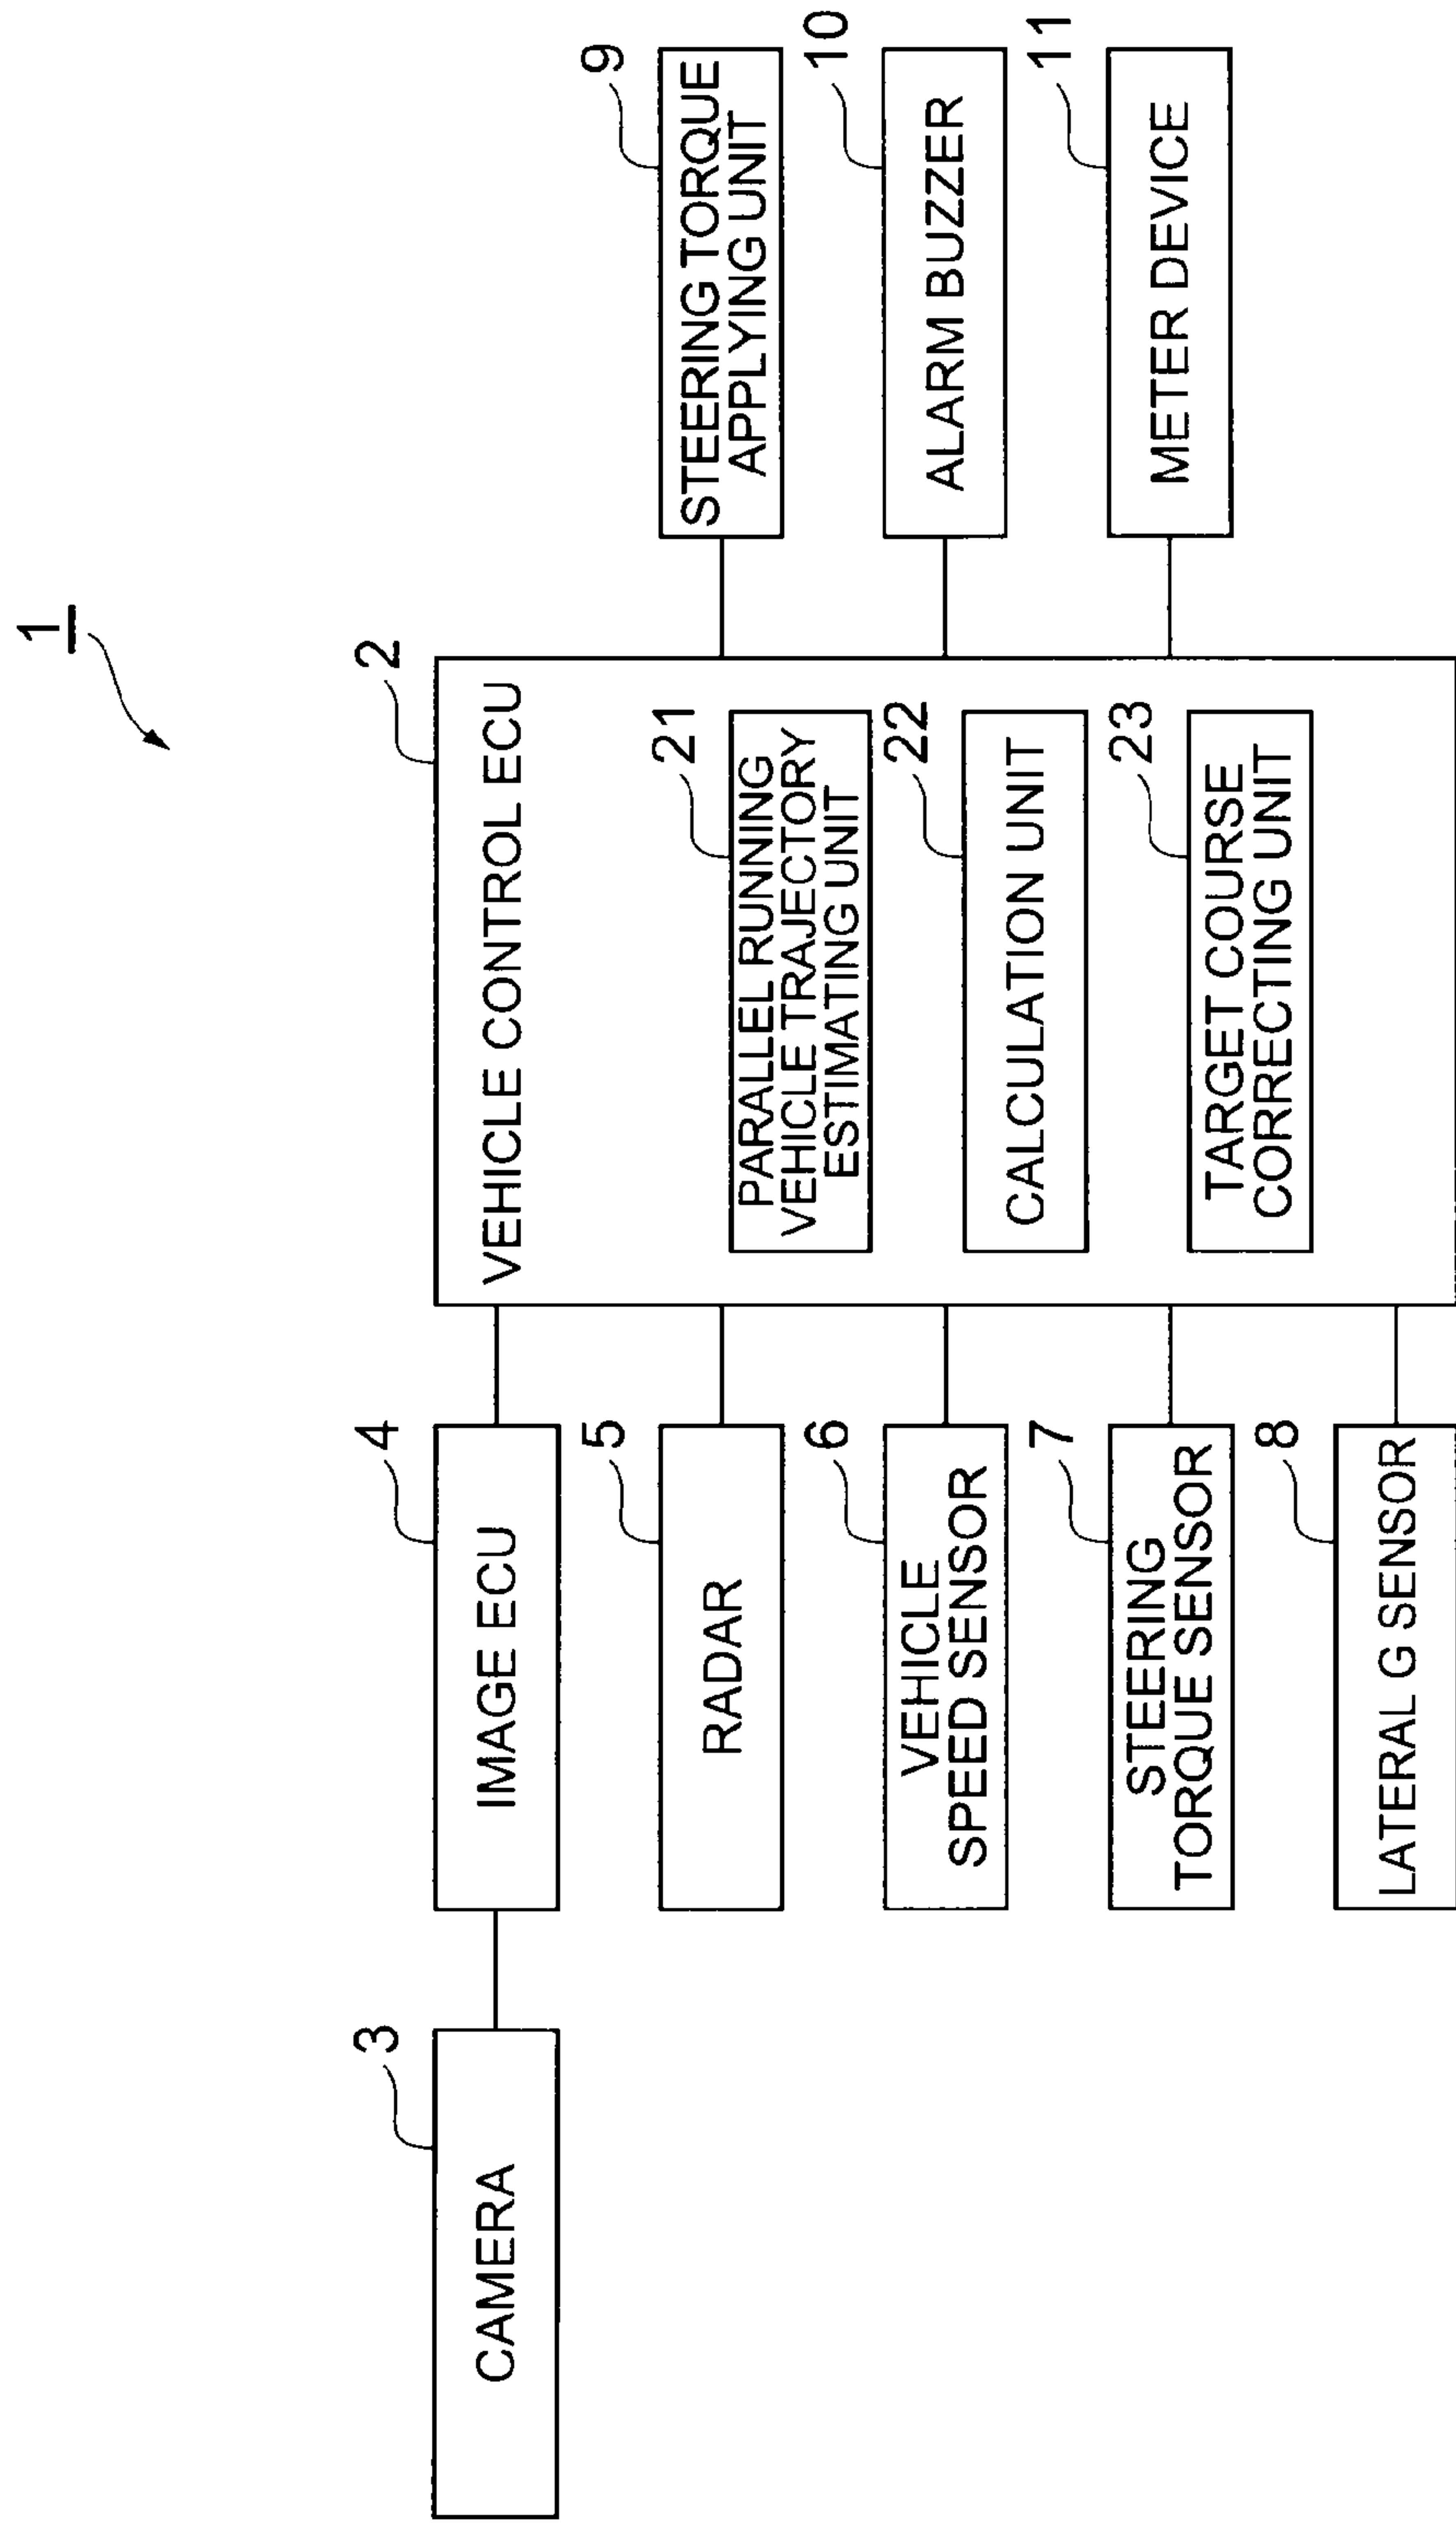 1
3
CAMERA
4
IMAGE ECU
5
RADAR
6
VEHICLE
SPEED SENSOR
7
STEERING
TORQUE SENSOR
8
LATERAL G SENSOR
2
VEHICLE CONTROL ECU
21
PARALLEL RUNNING
VEHICLE TRAJECTORY
ESTIMATING UNIT
22
CALCULATION UNIT
23
TARGET COURSE
CORRECTING UNIT
9
STEERING TORQUE
APPLYING UNIT
10
ALARM BUZZER
11
METER DEVICE